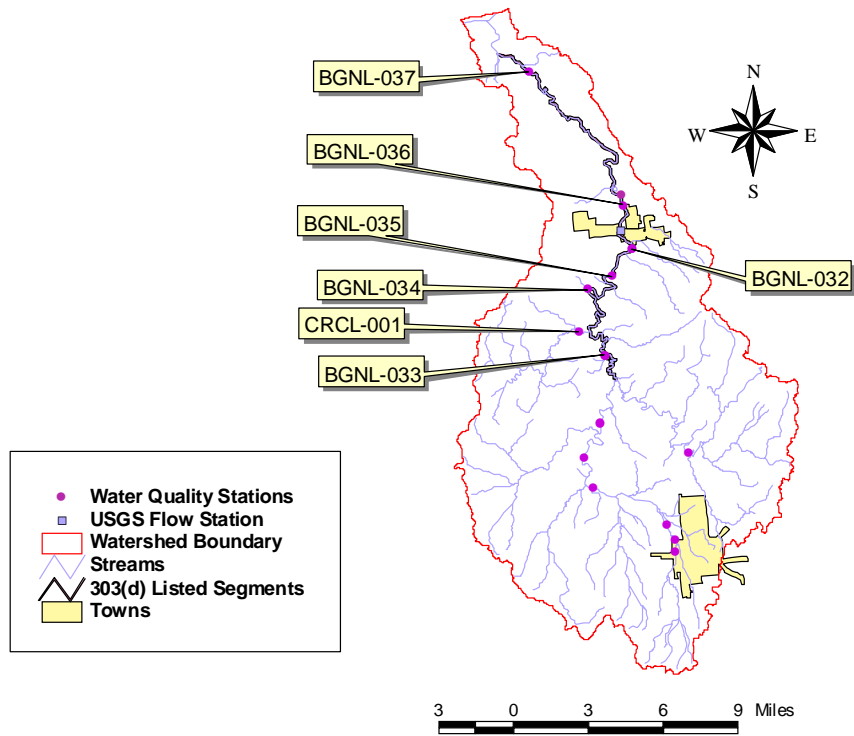 BGNL-037
BGNL-036
BGNL-035
BGNL-034
CRCL-001
BGNL-033
BGNL-032
N
W E
S
Water Quality Stations
USGS Flow Station
Watershed Boundary
Streams
303(d) Listed Segments
Towns
3 0 3 6 9 Miles